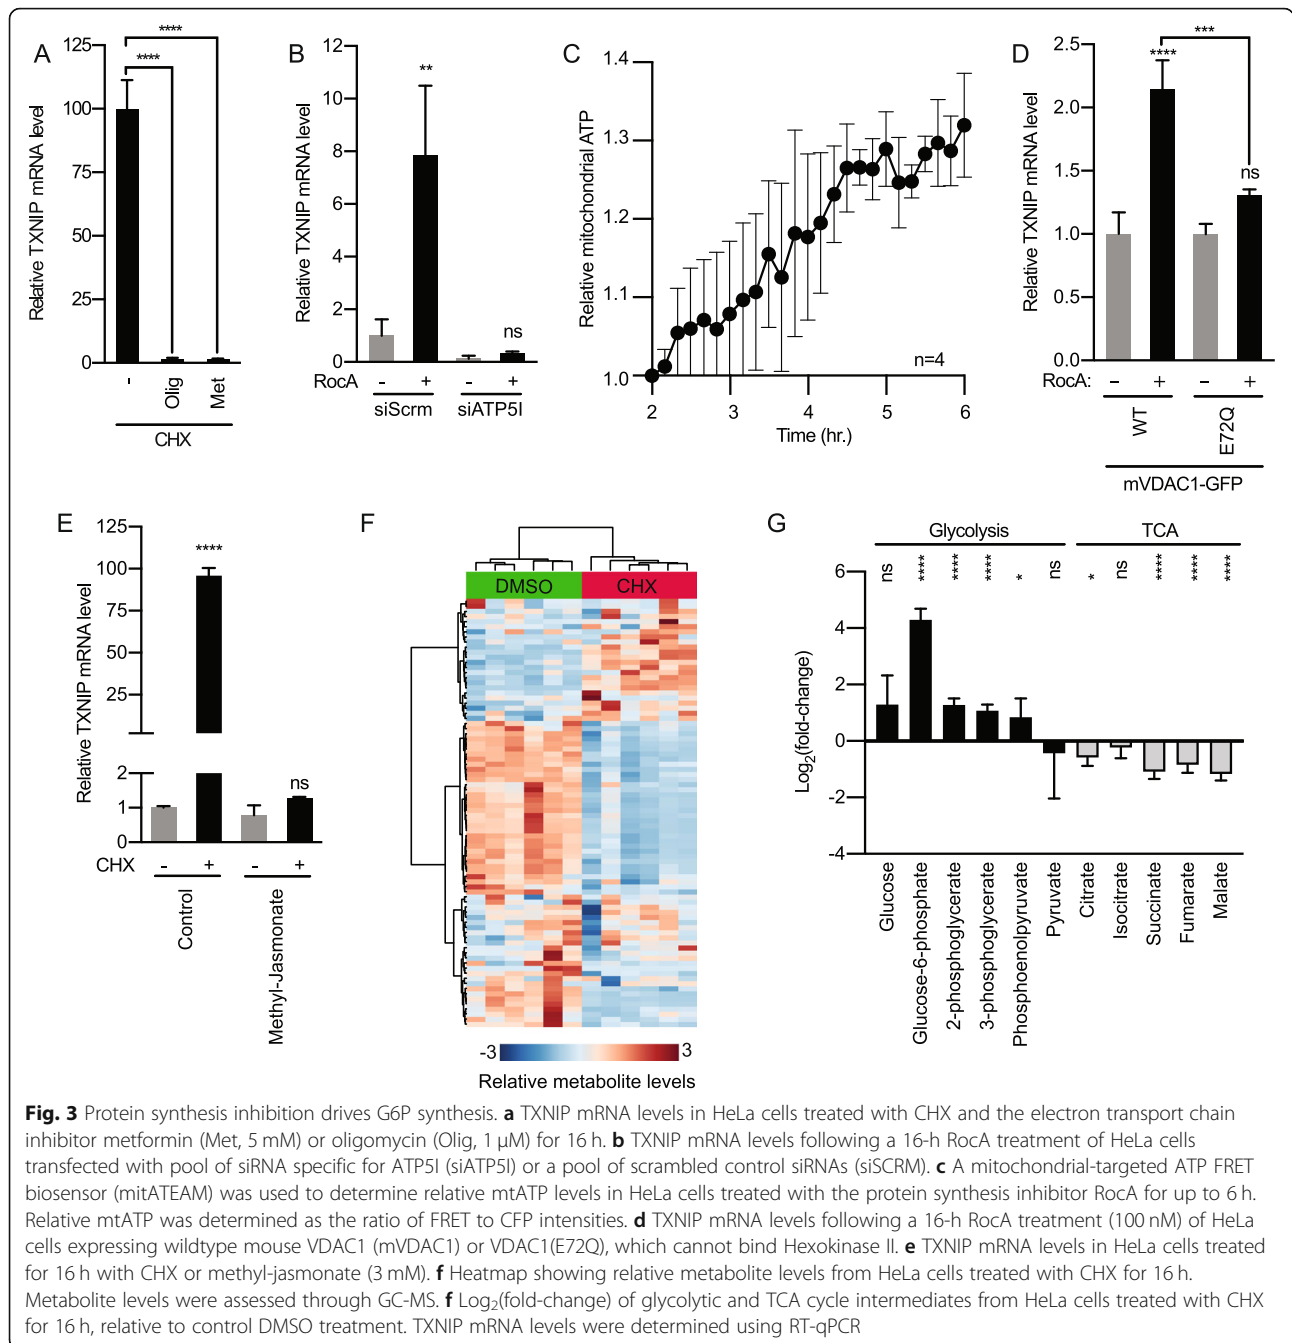 A
Relative TXNIP mRNA level
125
100
75
50
25
0
****
****
-
Olig
Met
CHX
B
Relative TXNIP mRNA level
12
10
8
6
4
2
0
**
ns
RocA - + - +
siScrm siATP5I
C
Relative mitochondrial ATP
1.4
1.3
1.2
1.1
1.0
n=4
2 3 4 5 6
Time (hr.)
D
Relative TXNIP mRNA level
2.5
2.0
1.5
1.0
0.5
0.0
***
****
ns
RocA: - + - +
WT
E72Q
mVDAC1-GFP
E
Relative TXNIP mRNA level
125
100
75
50
25
2
1
0
****
ns
CHX - + - +
Control
Methyl-Jasmonate
F
DMSO CHX
-3 3
Relative metabolite levels
G
Glycolysis TCA
ns **** **** **** * ns * ns **** **** ****
Log2(fold-change)
6
4
2
0
-2
-4
Glucose
Glucose-6-phosphate
2-phosphoglycerate
3-phosphoglycerate
Phosphoenolpyruvate
Pyruvate
Citrate
Isocitrate
Succinate
Fumarate
Malate
Fig. 3 Protein synthesis inhibition drives G6P synthesis. a TXNIP mRNA levels in HeLa cells treated with CHX and the electron transport chain
inhibitor metformin (Met, 5 mM) or oligomycin (Olig, 1 μM) for 16 h. b TXNIP mRNA levels following a 16-h RocA treatment of HeLa cells
transfected with pool of siRNA specific for ATP5I (siATP5I) or a pool of scrambled control siRNAs (siSCRM). c A mitochondrial-targeted ATP FRET
biosensor (mitATEAM) was used to determine relative mtATP levels in HeLa cells treated with the protein synthesis inhibitor RocA for up to 6 h.
Relative mtATP was determined as the ratio of FRET to CFP intensities. d TXNIP mRNA levels following a 16-h RocA treatment (100 nM) of HeLa
cells expressing wildtype mouse VDAC1 (mVDAC1) or VDAC1(E72Q), which cannot bind Hexokinase II. e TXNIP mRNA levels in HeLa cells treated
for 16 h with CHX or methyl-jasmonate (3 mM). f Heatmap showing relative metabolite levels from HeLa cells treated with CHX for 16 h.
Metabolite levels were assessed through GC-MS. f Log2(fold-change) of glycolytic and TCA cycle intermediates from HeLa cells treated with CHX
for 16 h, relative to control DMSO treatment. TXNIP mRNA levels were determined using RT-qPCR